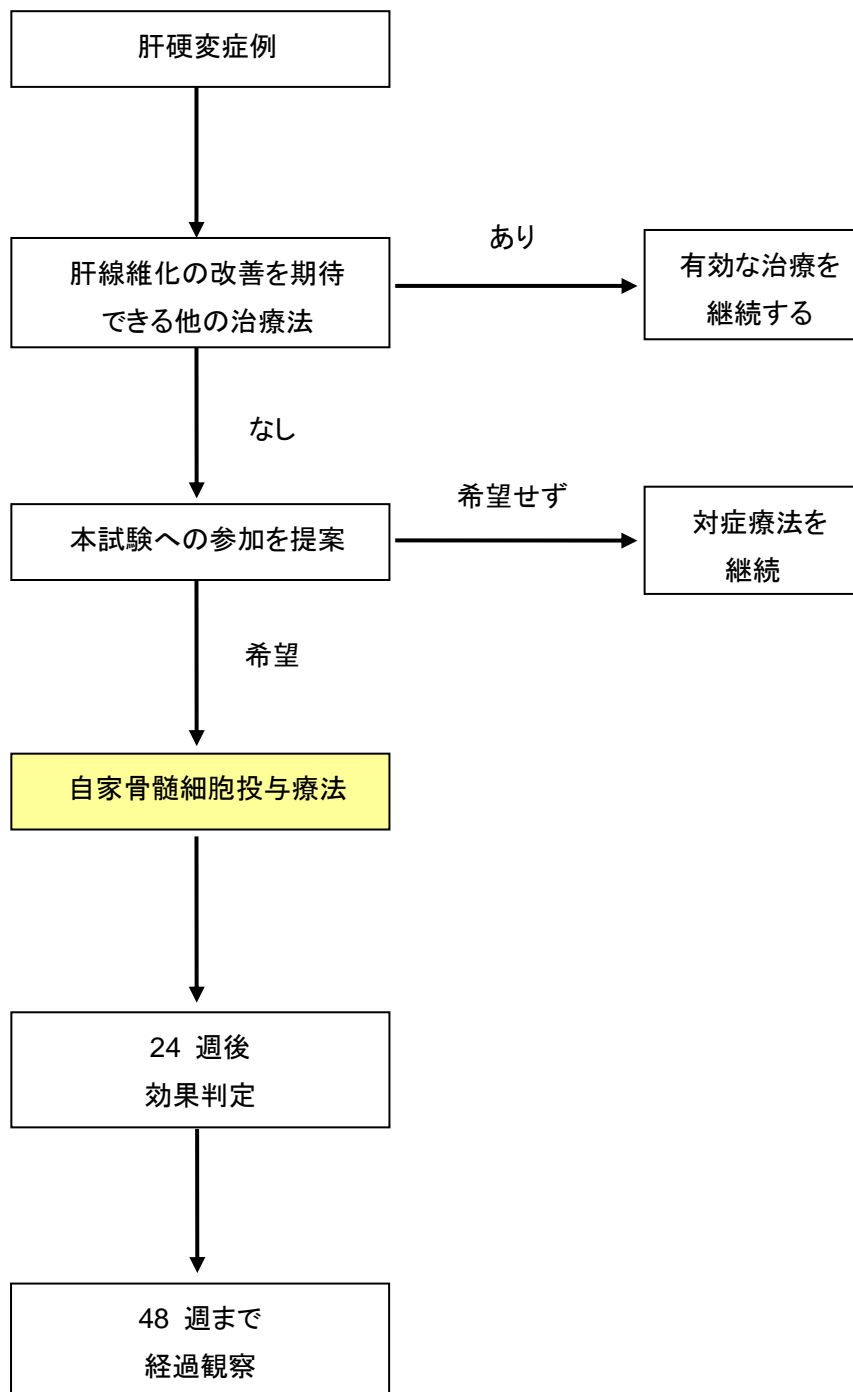 肝硬変症例
あり
肝線維化の改善を期待
できる他の治療法
有効な治療を
継続する
なし
希望せず
本試験への参加を提案
対症療法を
継続
希望
自家骨髄細胞投与療法
24 週後
効果判定
48 週まで
経過観察